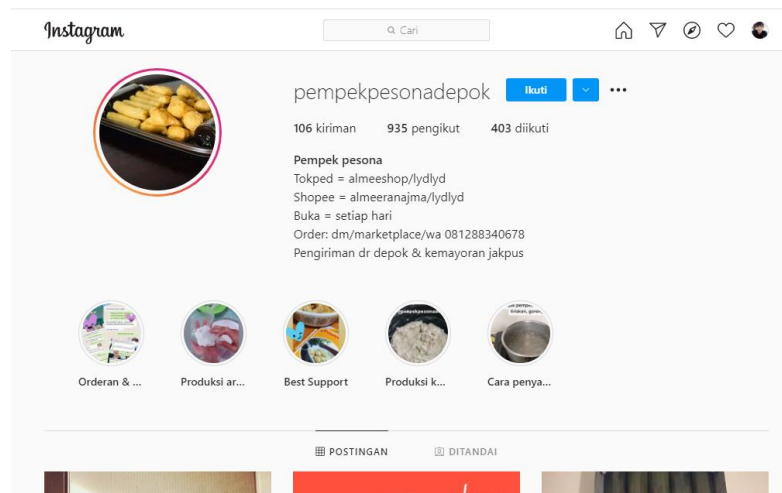 Instagram
Cari
pempekpesonadepok Ikuti
106 kiriman 935 pengikut 403 diikuti
Pempek pesona
Tokped = almeeshop/lydlyd
Shopee = almeeranajma/lydlyd
Buka = setiap hari
Order: dm/marketplace/wa 081288340678
Pengiriman dr depok & kemayoran jakpus
Orderan & ... Produksi ar... Best Support Produksi k... Cara penya...
POSTINGAN DITANDAI